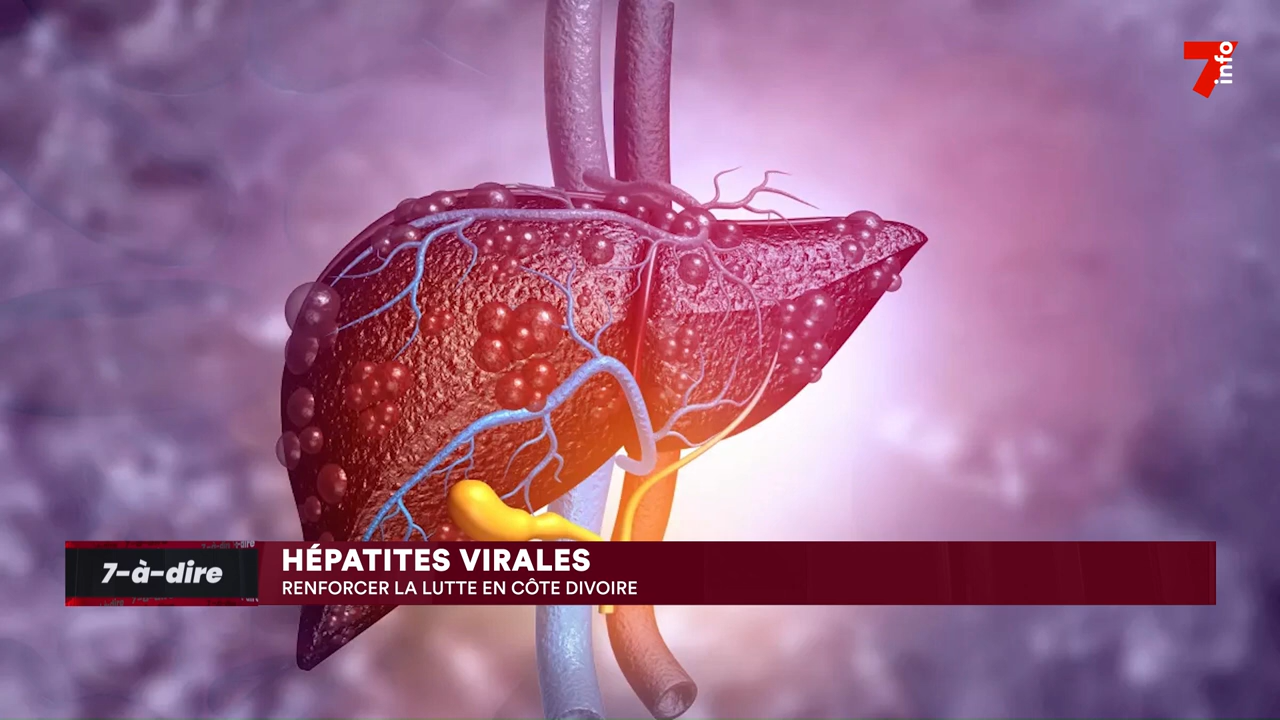 7info
7-à-dire
HÉPATITES VIRALES
RENFORCER LA LUTTE EN CÔTE DIVOIRE